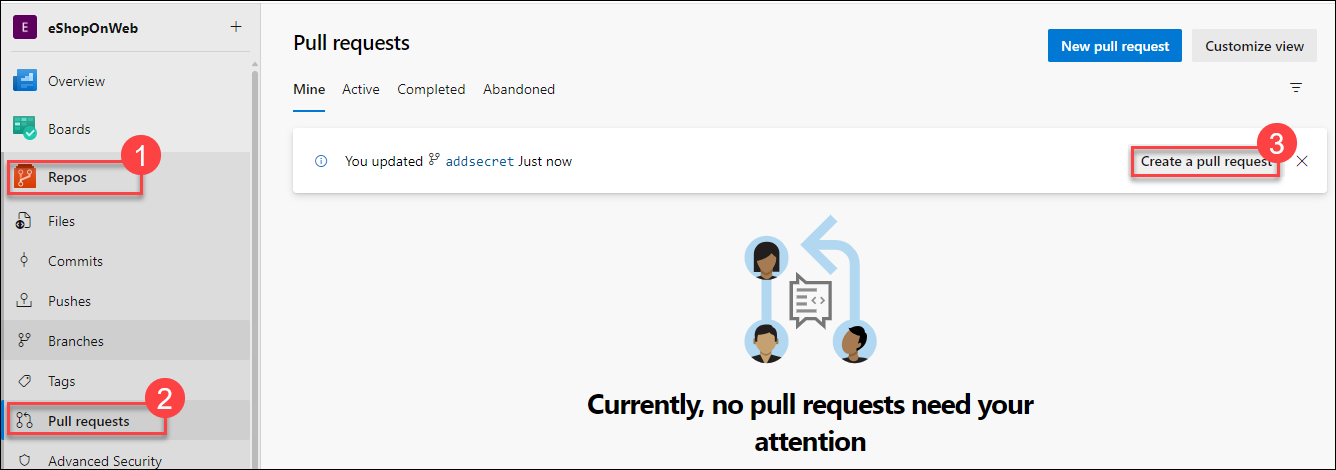 E eShopOnWeb +
Overview
Boards
1
Repos
Files
Commits
Pushes
Branches
Tags
2
Pull requests
Advanced Security
Pull requests
New pull request
Customize view
Mine Active Completed Abandoned
You updated addsecret Just now
Create a pull request
3
Currently, no pull requests need your
attention